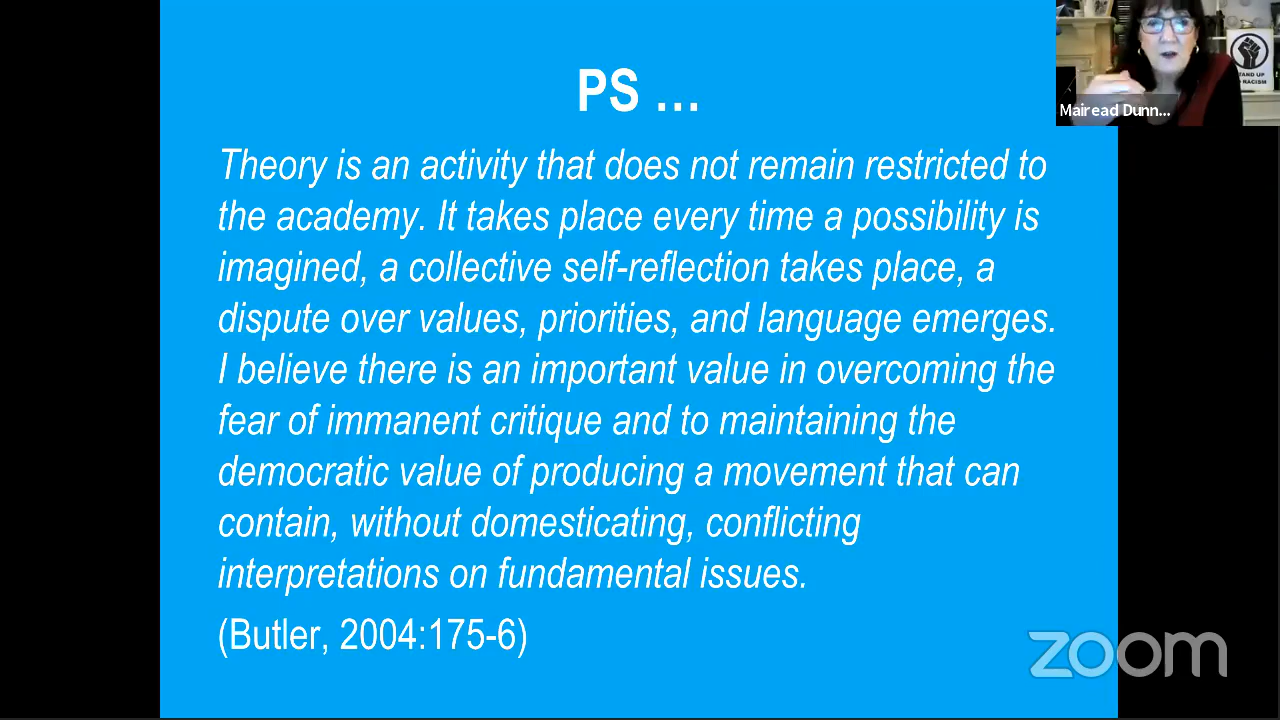 PS ...
Theory is an activity that does not remain restricted to
the academy. It takes place every time a possibility is
imagined, a collective self-reflection takes place, a
dispute over values, priorities, and language emerges.
I believe there is an important value in overcoming the
fear of immanent critique and to maintaining the
democratic value of producing a movement that can
contain, without domesticating, conflicting
interpretations on fundamental issues.
(Butler, 2004:175-6)
TAND UP
RACISM
Mairead Dunn...
zoom